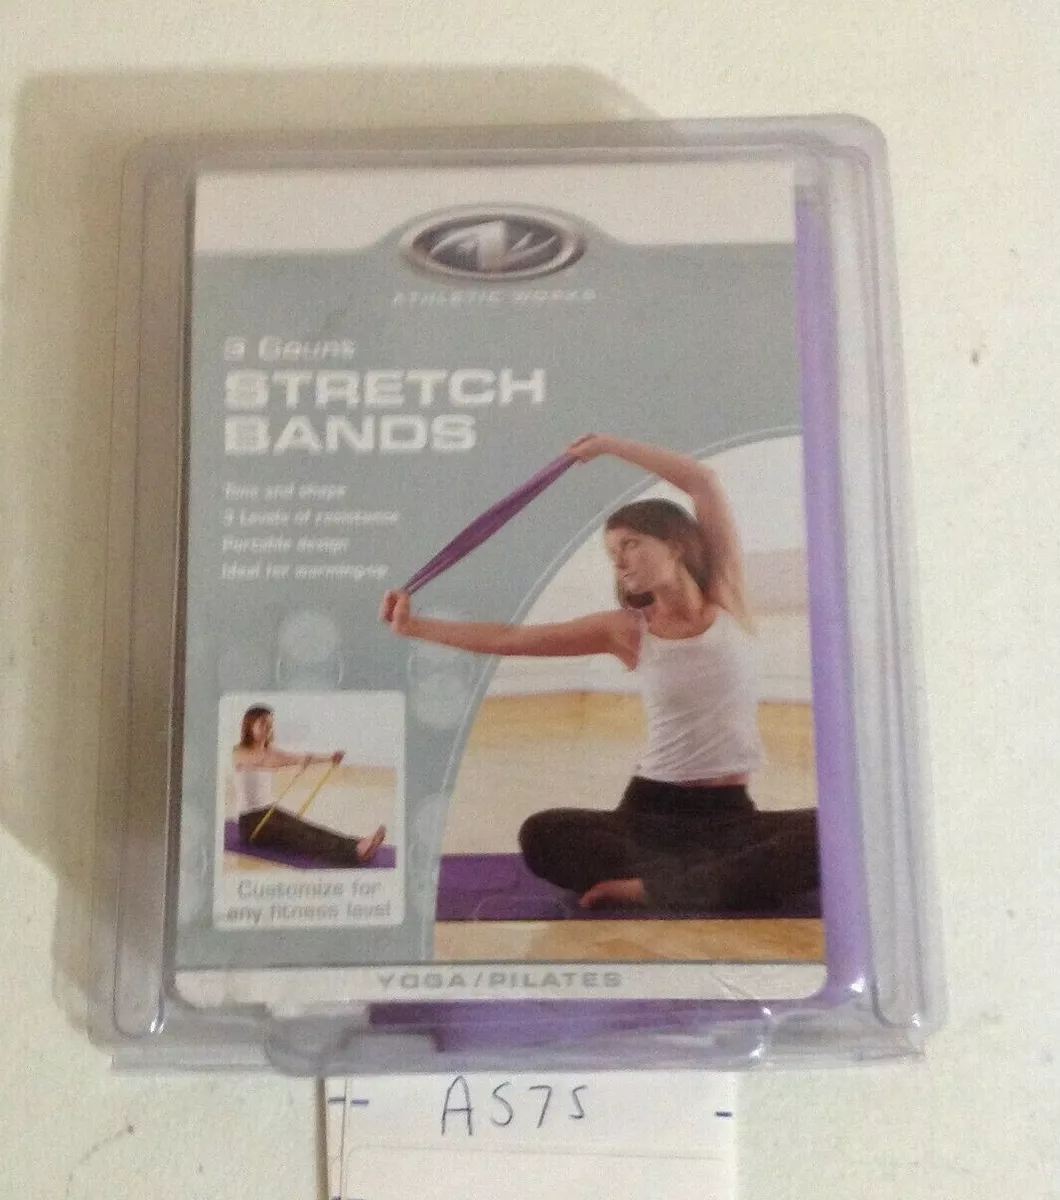 ATHLETIC WORKS
3 Count
STRETCH
BANDS
Tone and shape
3 Levels of resistance
Portable design
Ideal for warming-up
Customize for
any fitness level
YOGA/PILATES
A575